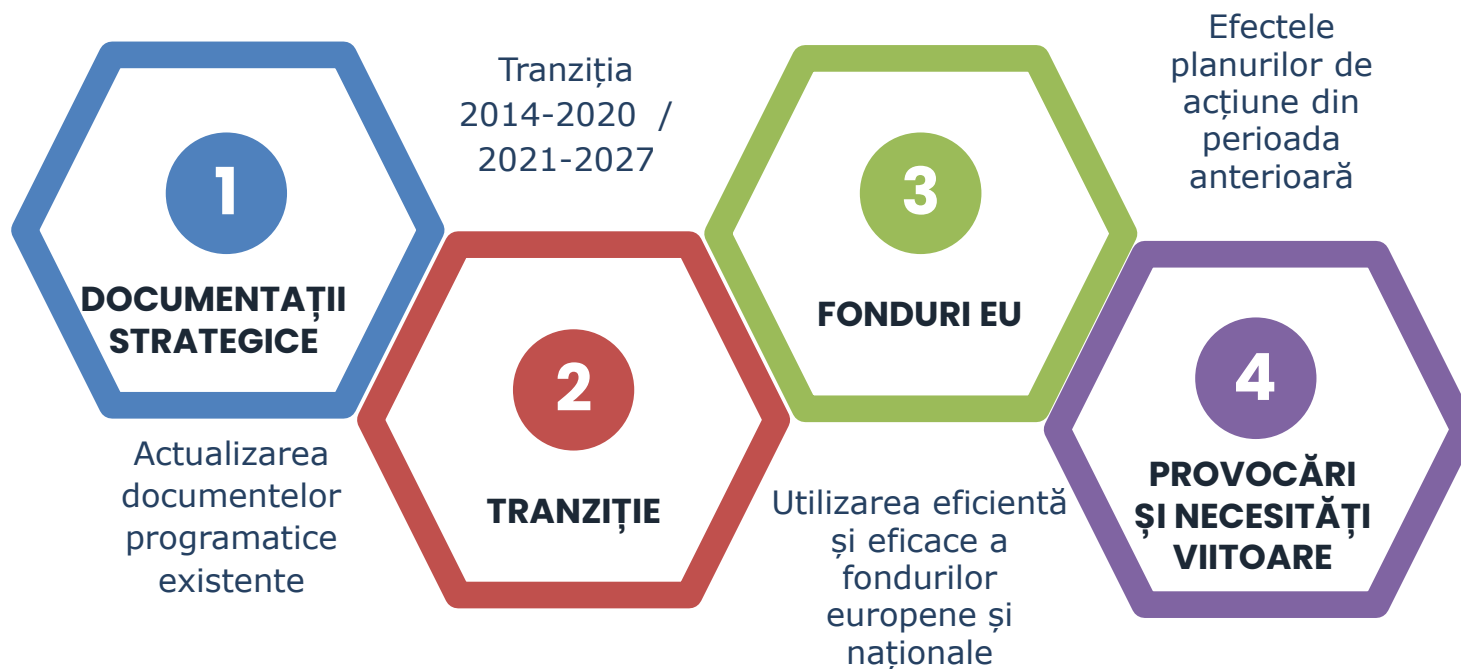 1
DOCUMENTAȚII
STRATEGICE
Actualizarea
documentelor
programatice
existente
Tranziția
2014-2020 /
2021-2027
2
TRANZIȚIE
3
FONDURI EU
Utilizarea eficientă
și eficace a
fondurilor
europene și
naționale
Efectele
planurilor de
acțiune din
perioada
anterioară
4
PROVOCĂRI
ȘI NECESITĂȚI
VIITOARE